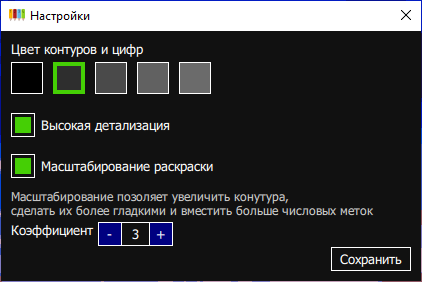 Настройки
Цвет контуров и цифр
Высокая детализация
Масштабирование раскраски
Масштабирование позоляет увеличить конутура,
сделать их более гладкими и вместить больше числовых меток
Коэффициент - 3 +
Сохранить